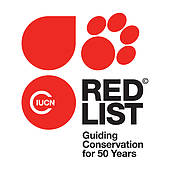 IUCN
RED©
LIST
Guiding
Conservation
for 50 Years